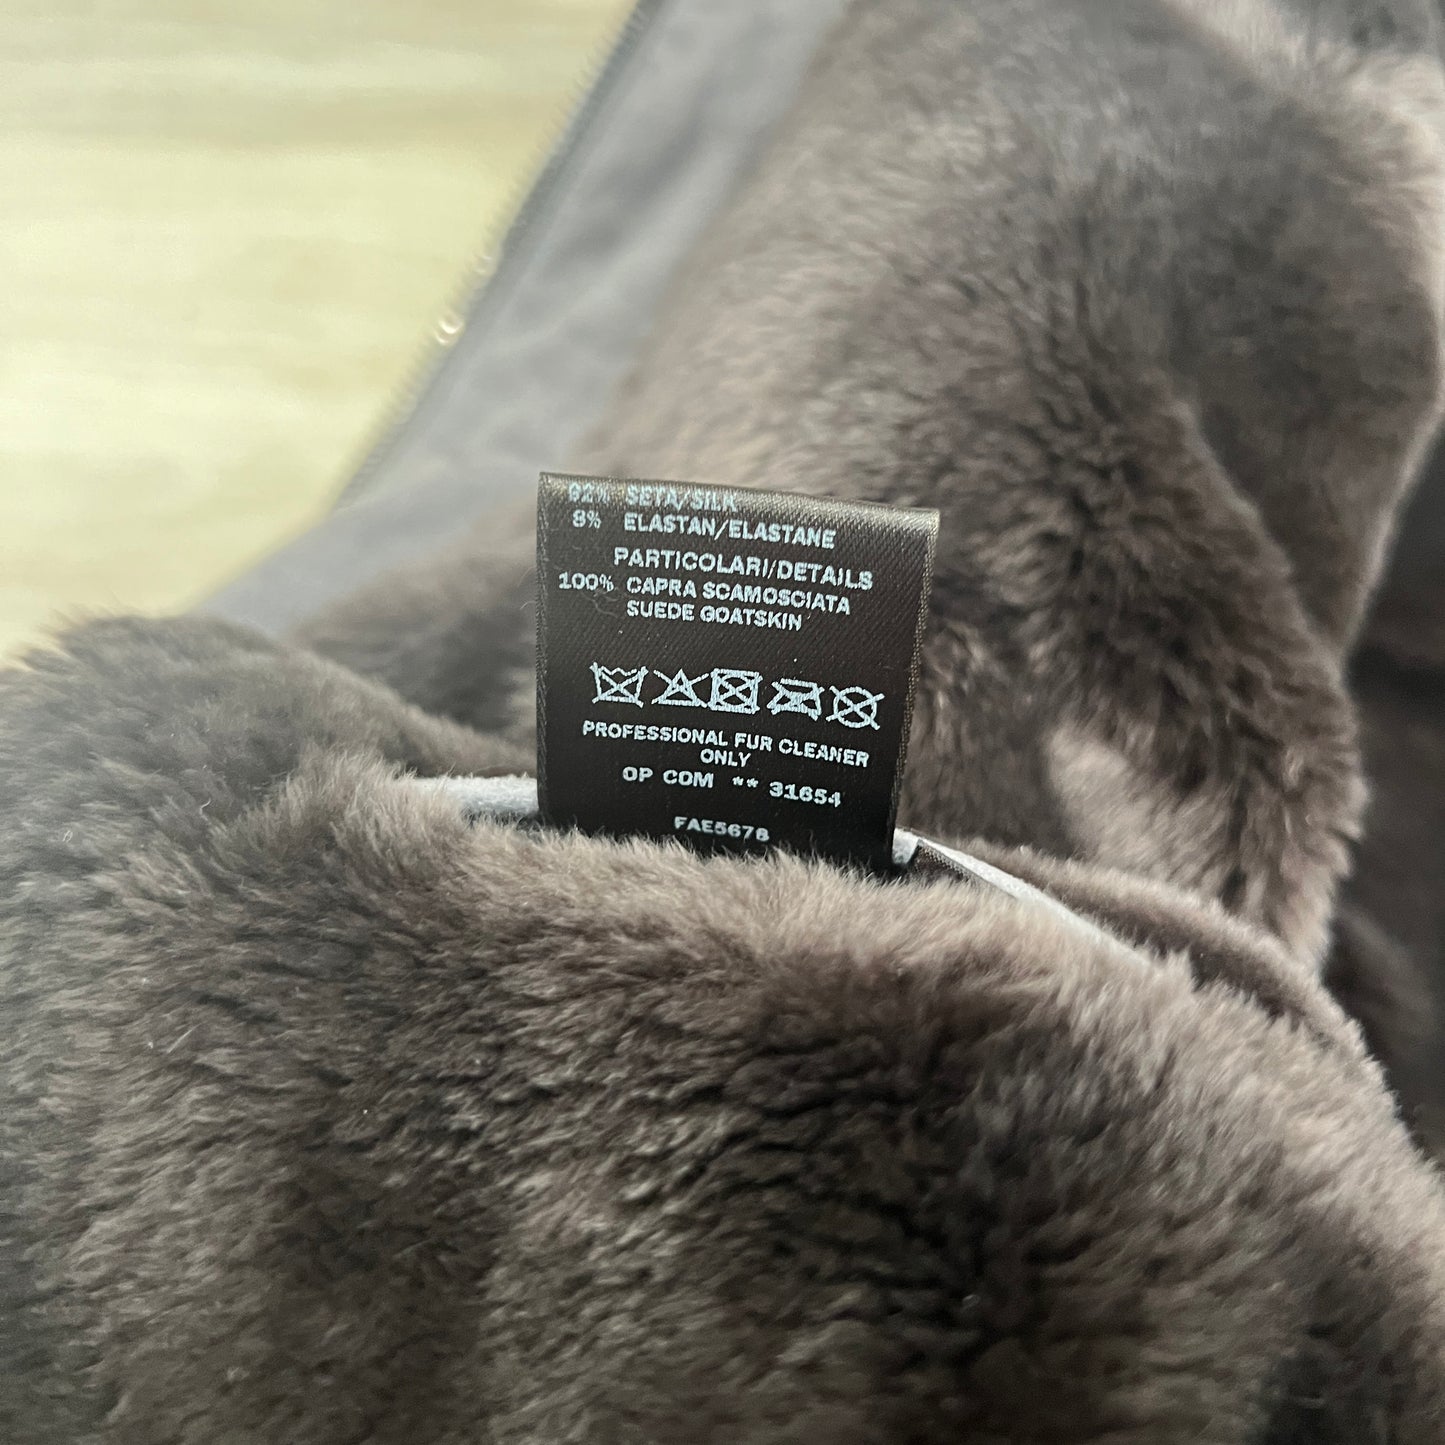 92% SETA/SILK
8% ELASTAN/ELASTANE
PARTICOLARI/DETAILS
100% CAPRA SCAMOSCIATA
SUEDE GOATSKIN
PROFESSIONAL FUR CLEANER
ONLY
OP COM ** 31654
FAE5678